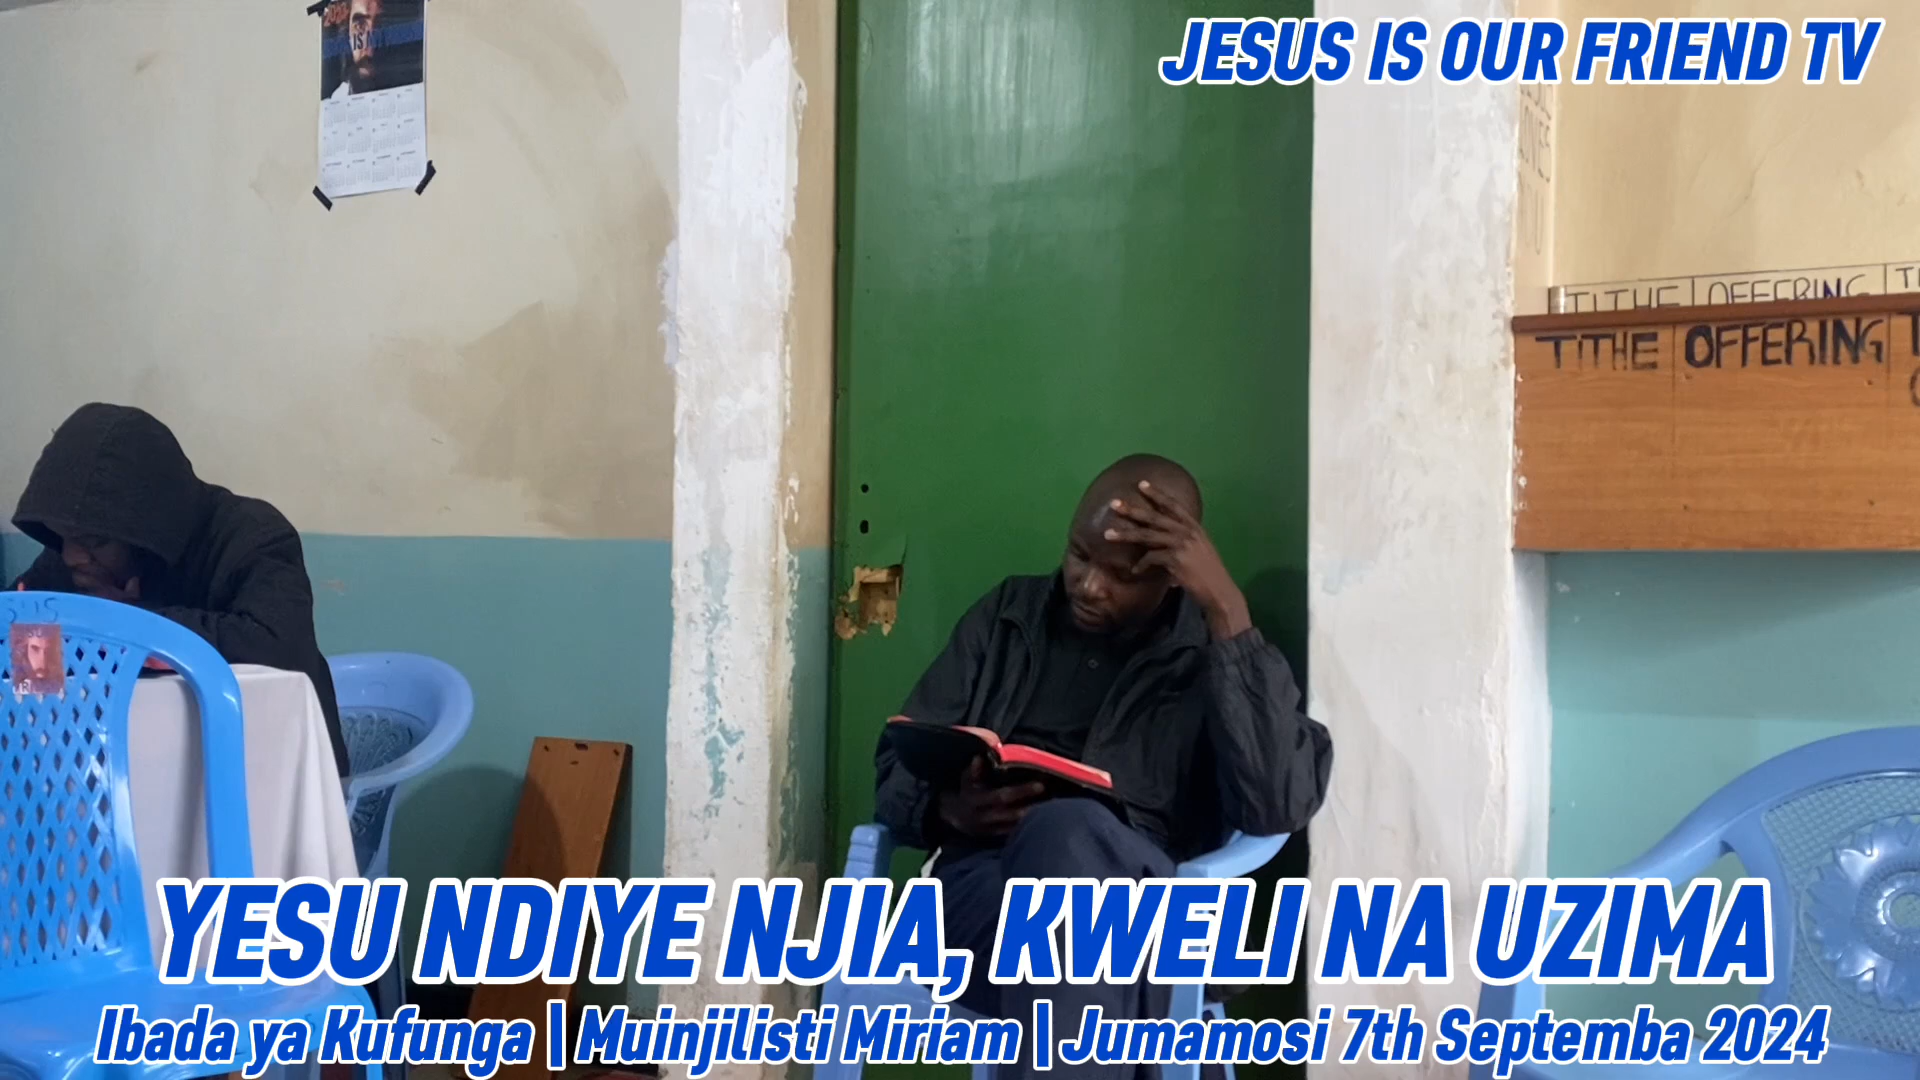 JESUS IS OUR FRIEND TV
TITHE OFFERING
TITHE OFFERING
YESU NDIYE NJIA, KWELI NA UZIMA
Ibada ya Kufunga | Muinjilisti Miriam | Jumamosi 7th Septemba 2024